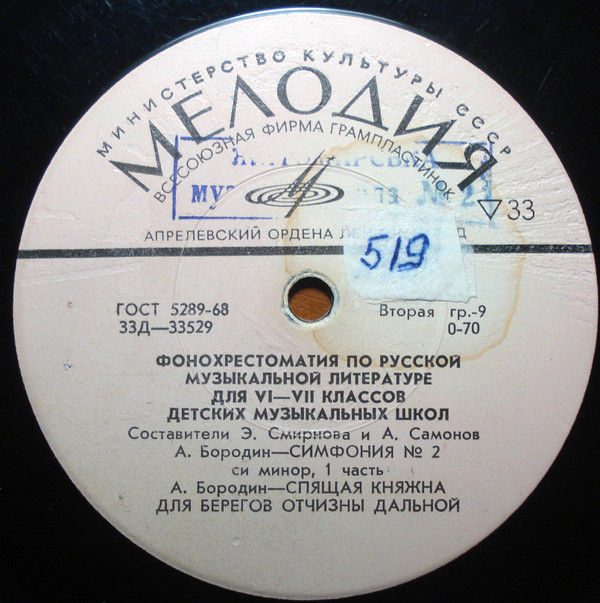 МИНИСТЕРСТВО КУЛЬТУРЫ СССР
МЕЛОДИЯ
ВСЕСОЮЗНАЯ ФИРМА ГРАМПЛАСТИНОК
№ 2
33
АПРЕЛЕВСКИЙ ОРДЕНА
519
ГОСТ 5289-68
33Д—33529
Вторая гр.-9
0-70
ФОНОХРЕСТОМАТИЯ ПО РУССКОЙ
МУЗЫКАЛЬНОЙ ЛИТЕРАТУРЕ
ДЛЯ VI—VII КЛАССОВ
ДЕТСКИХ МУЗЫКАЛЬНЫХ ШКОЛ
Составители Э. Смирнова и А. Самонов
А. Бородин—СИМФОНИЯ № 2
си минор, 1 часть
А. Бородин—СПЯЩАЯ КНЯЖНА
ДЛЯ БЕРЕГОВ ОТЧИЗНЫ ДАЛЬНОЙ